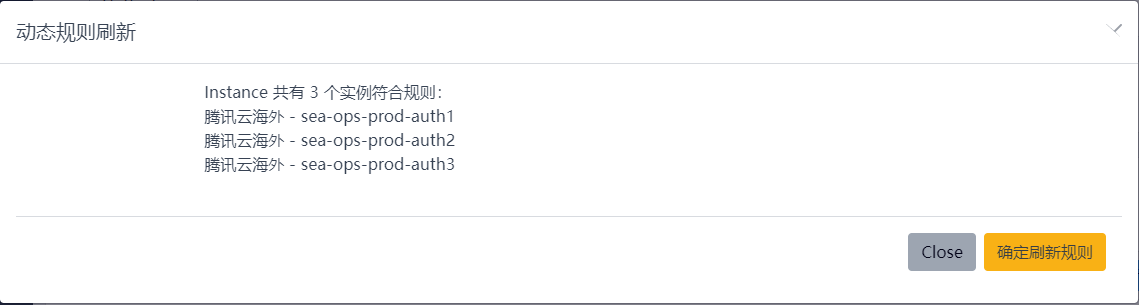 动态规则刷新
Instance 共有 3 个实例符合规则：
腾讯云海外 - sea-ops-prod-auth1
腾讯云海外 - sea-ops-prod-auth2
腾讯云海外 - sea-ops-prod-auth3
Close 确定刷新规则